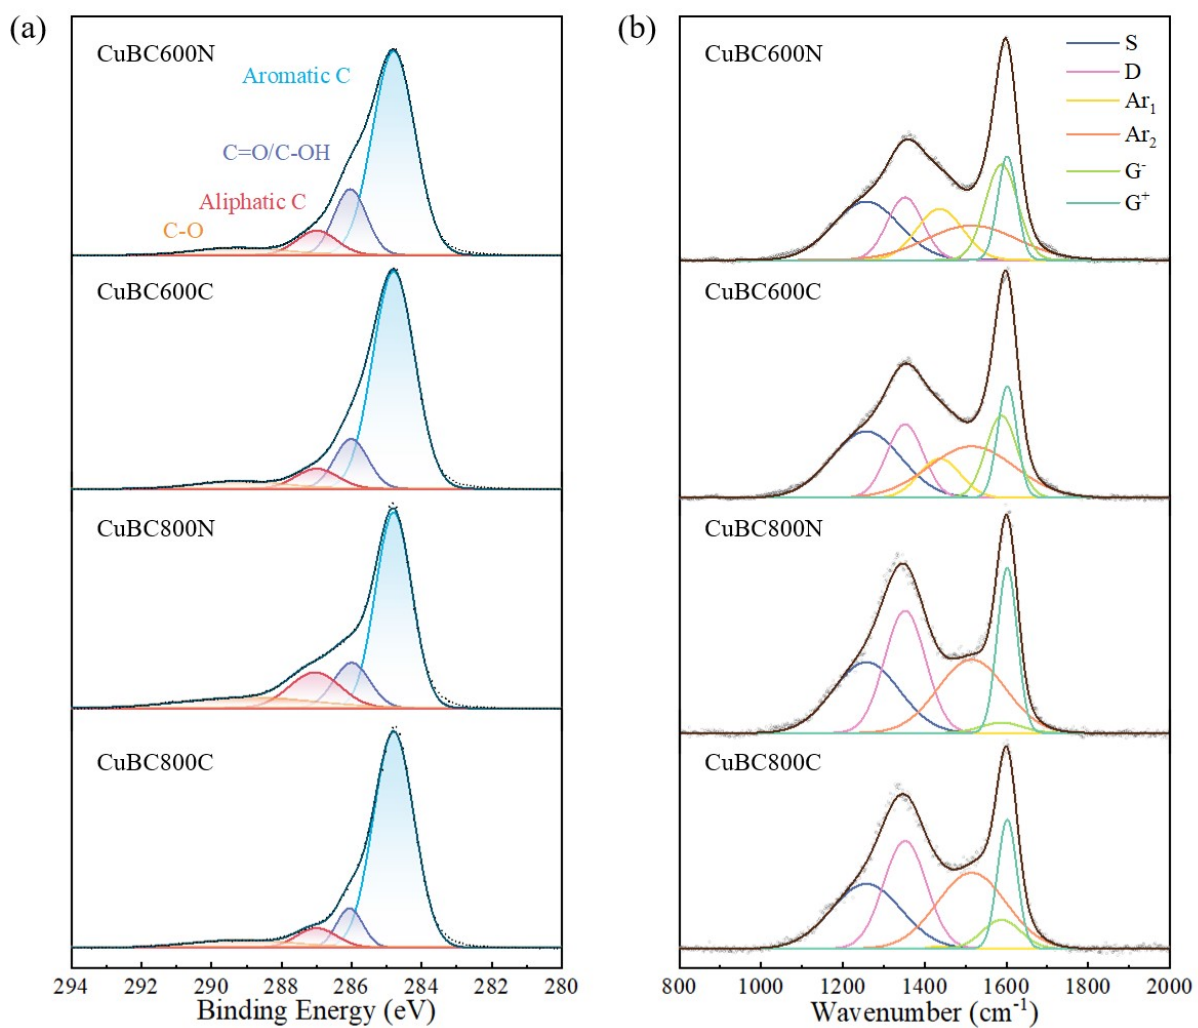 (a)
CuBC600N
Aromatic C
C=O/C-OH
Aliphatic C
C-O
CuBC600C
CuBC800N
CuBC800C
294 292 290 288 286 284 282 280
Binding Energy (eV)
(b)
CuBC600N
S
D
Ar₁
Ar₂
G⁻
G⁺
CuBC600C
CuBC800N
CuBC800C
800 1000 1200 1400 1600 1800 2000
Wavenumber (cm⁻¹)